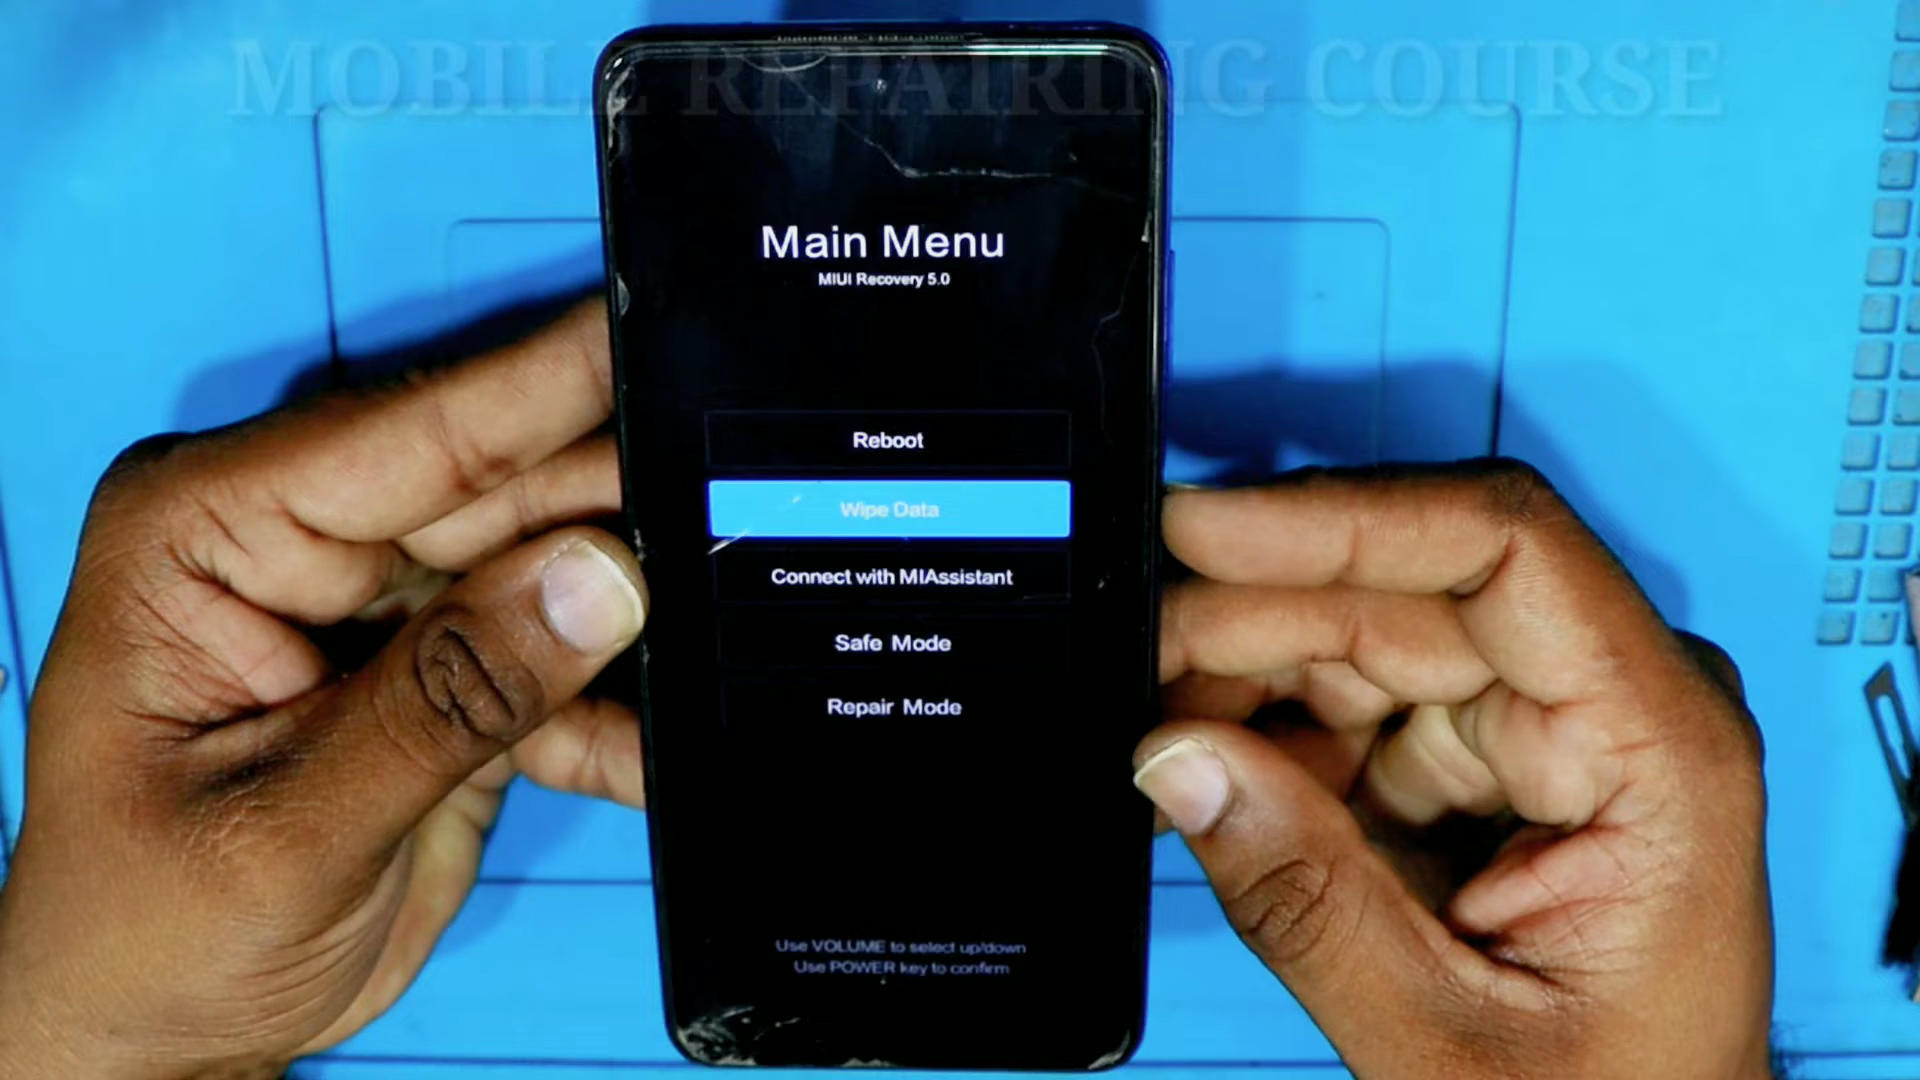 MOBILE REPAIRING COURSE
Main Menu
MIUI Recovery 5.0
Reboot
Wipe Data
Connect with MIAssistant
Safe Mode
Repair Mode
Use VOLUME to select up/down
Use POWER key to confirm